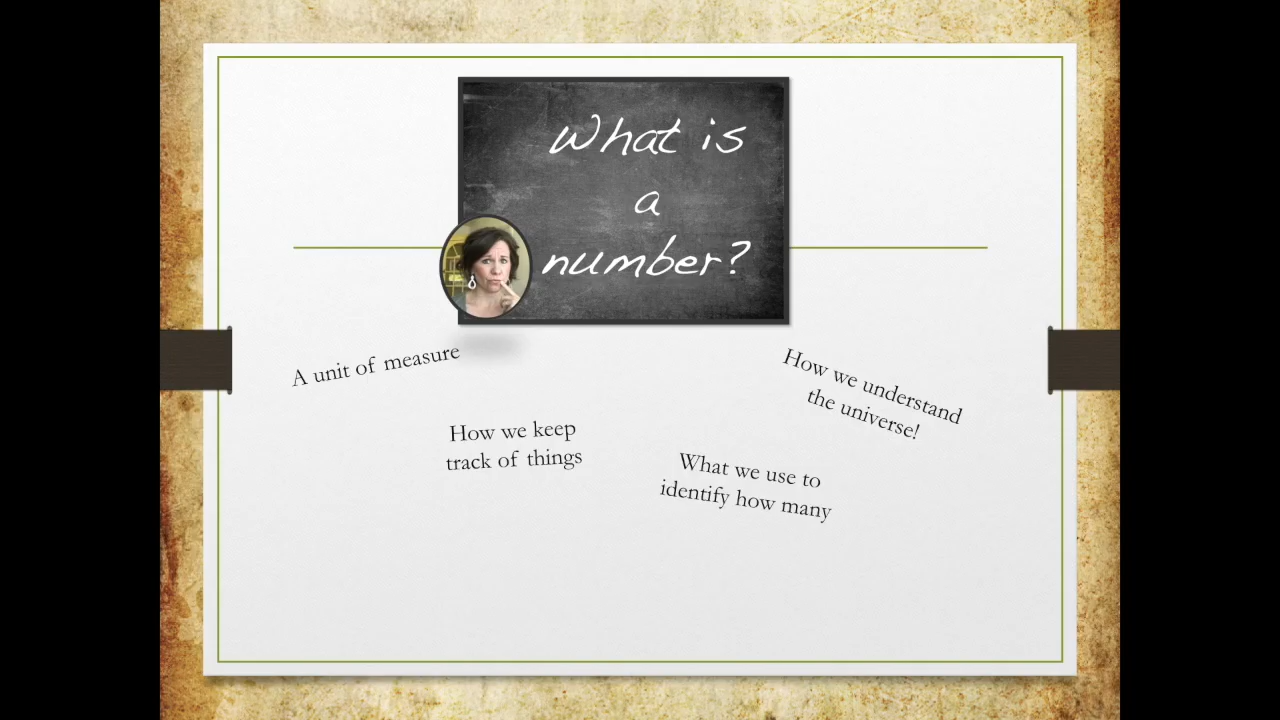 What is
a
number?
A unit of measure
How we understand
the universe!
How we keep
track of things
What we use to
identify how many